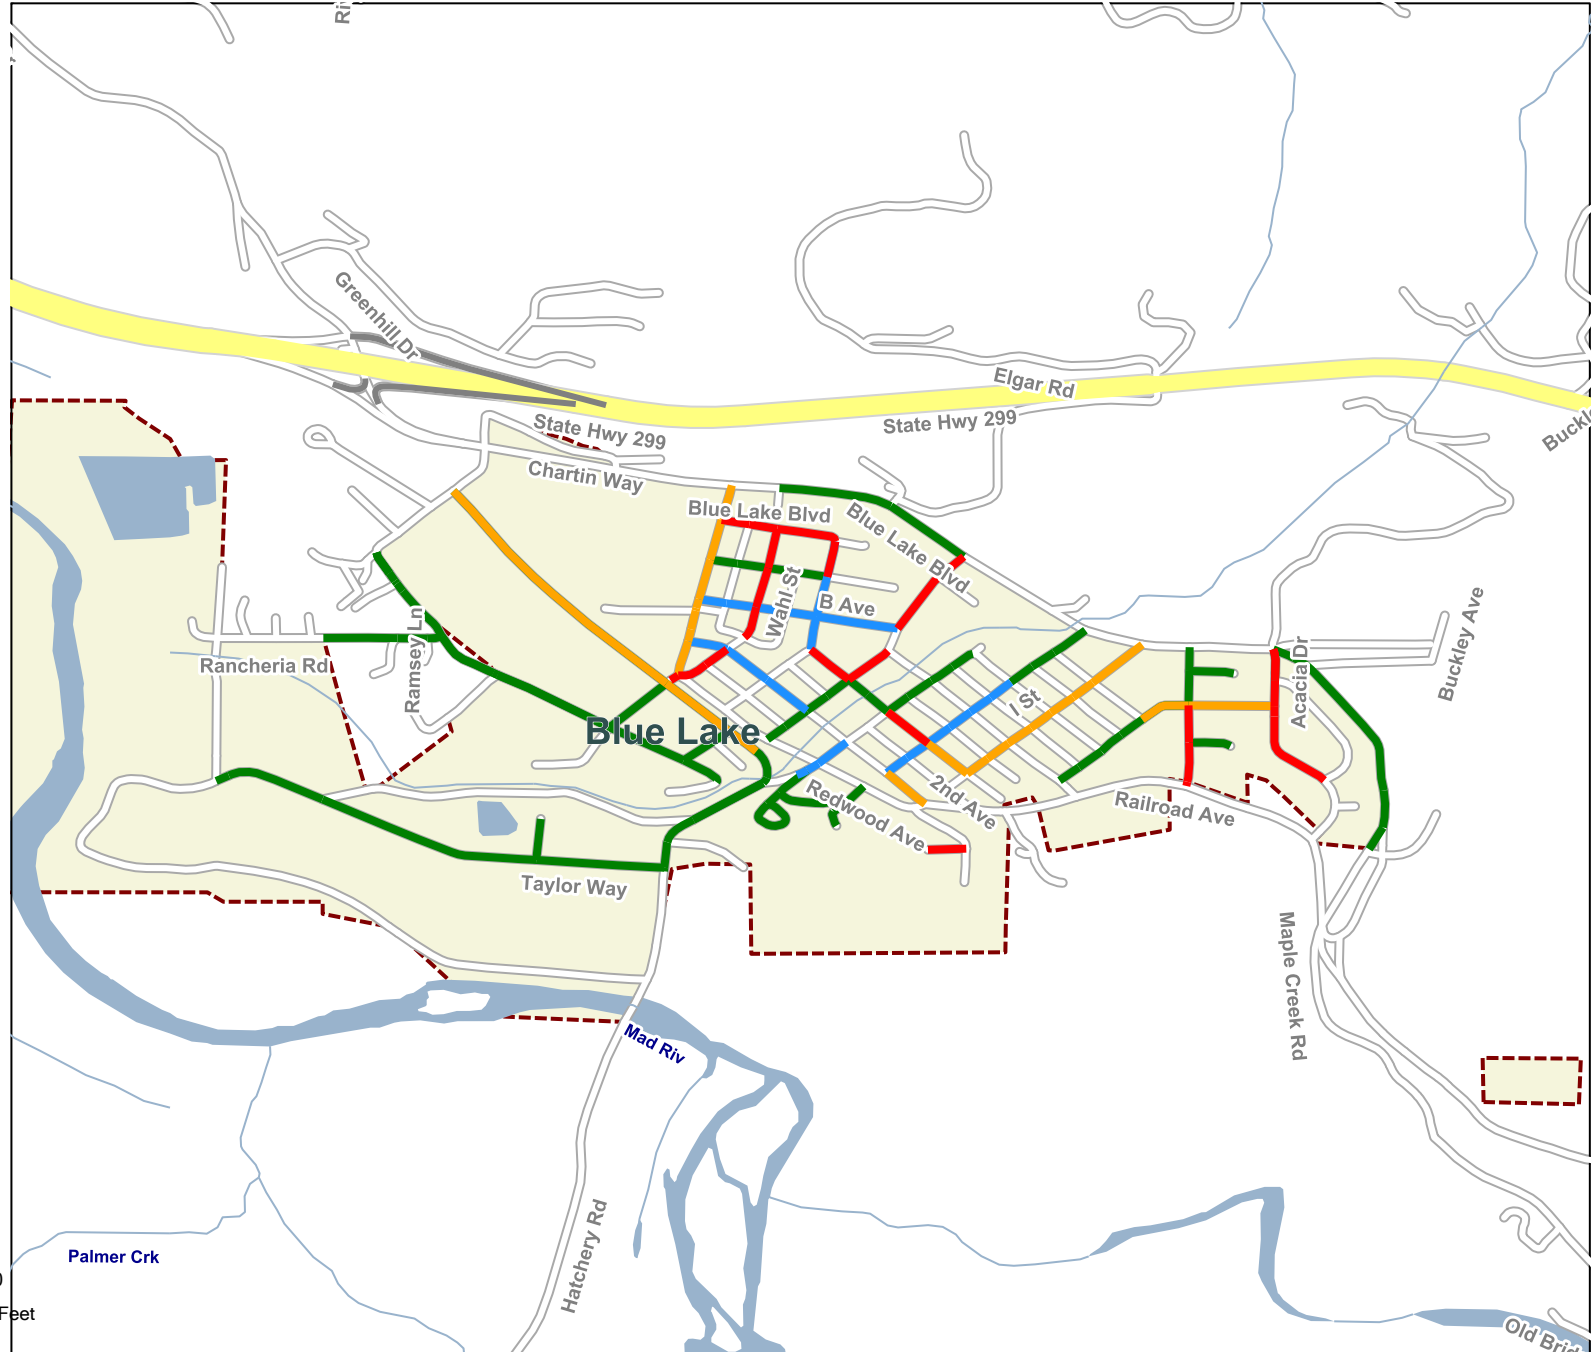 Greenhill Dr
Elgar Rd
State Hwy 299
State Hwy 299
Chartin Way
Blue Lake Blvd
Blue Lake Blvd
Wahl St
B Ave
Rancheria Rd
Ramsey Ln
I St
Acacia Dr
Buckley Ave
Blue Lake
Redwood Ave
2nd Ave
Railroad Ave
Taylor Way
Maple Creek Rd
Mad Riv
Hatchery Rd
Palmer Crk
Feet